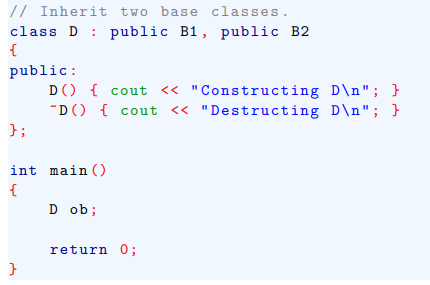 // Inherit two base classes.
class D : public B1, public B2
{
public:
    D() { cout << "Constructing D\n"; }
    ~D() { cout << "Destructing D\n"; }
};

int main()
{
    D ob;

    return 0;
}